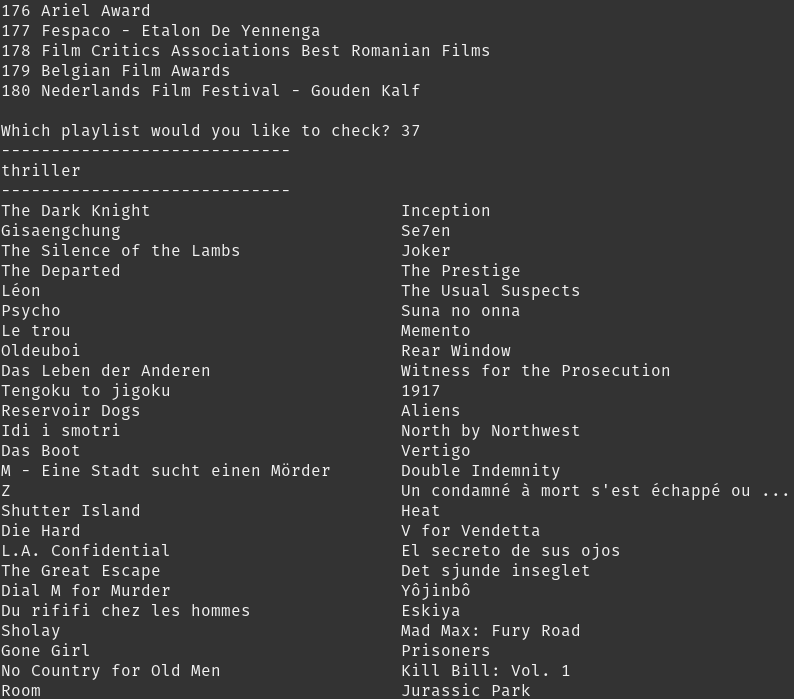 176 Ariel Award
177 Fespaco - Etalon De Yennenga
178 Film Critics Associations Best Romanian Films
179 Belgian Film Awards
180 Nederlands Film Festival - Gouden Kalf
Which playlist would you like to check? 37
-----------------------------
thriller
-----------------------------
The Dark Knight Inception
Gisaengchung Se7en
The Silence of the Lambs Joker
The Departed The Prestige
Léon The Usual Suspects
Psycho Suna no onna
Le trou Memento
Oldeuboi Rear Window
Das Leben der Anderen Witness for the Prosecution
Tengoku to jigoku 1917
Reservoir Dogs Aliens
Idi i smotri North by Northwest
Das Boot Vertigo
M - Eine Stadt sucht einen Mörder Double Indemnity
Z Un condamné à mort s'est échappé ou ...
Shutter Island Heat
Die Hard V for Vendetta
L.A. Confidential El secreto de sus ojos
The Great Escape Det sjunde inseglet
Dial M for Murder Yôjinbô
Du rififi chez les hommes Eskiya
Sholay Mad Max: Fury Road
Gone Girl Prisoners
No Country for Old Men Kill Bill: Vol. 1
Room Jurassic Park